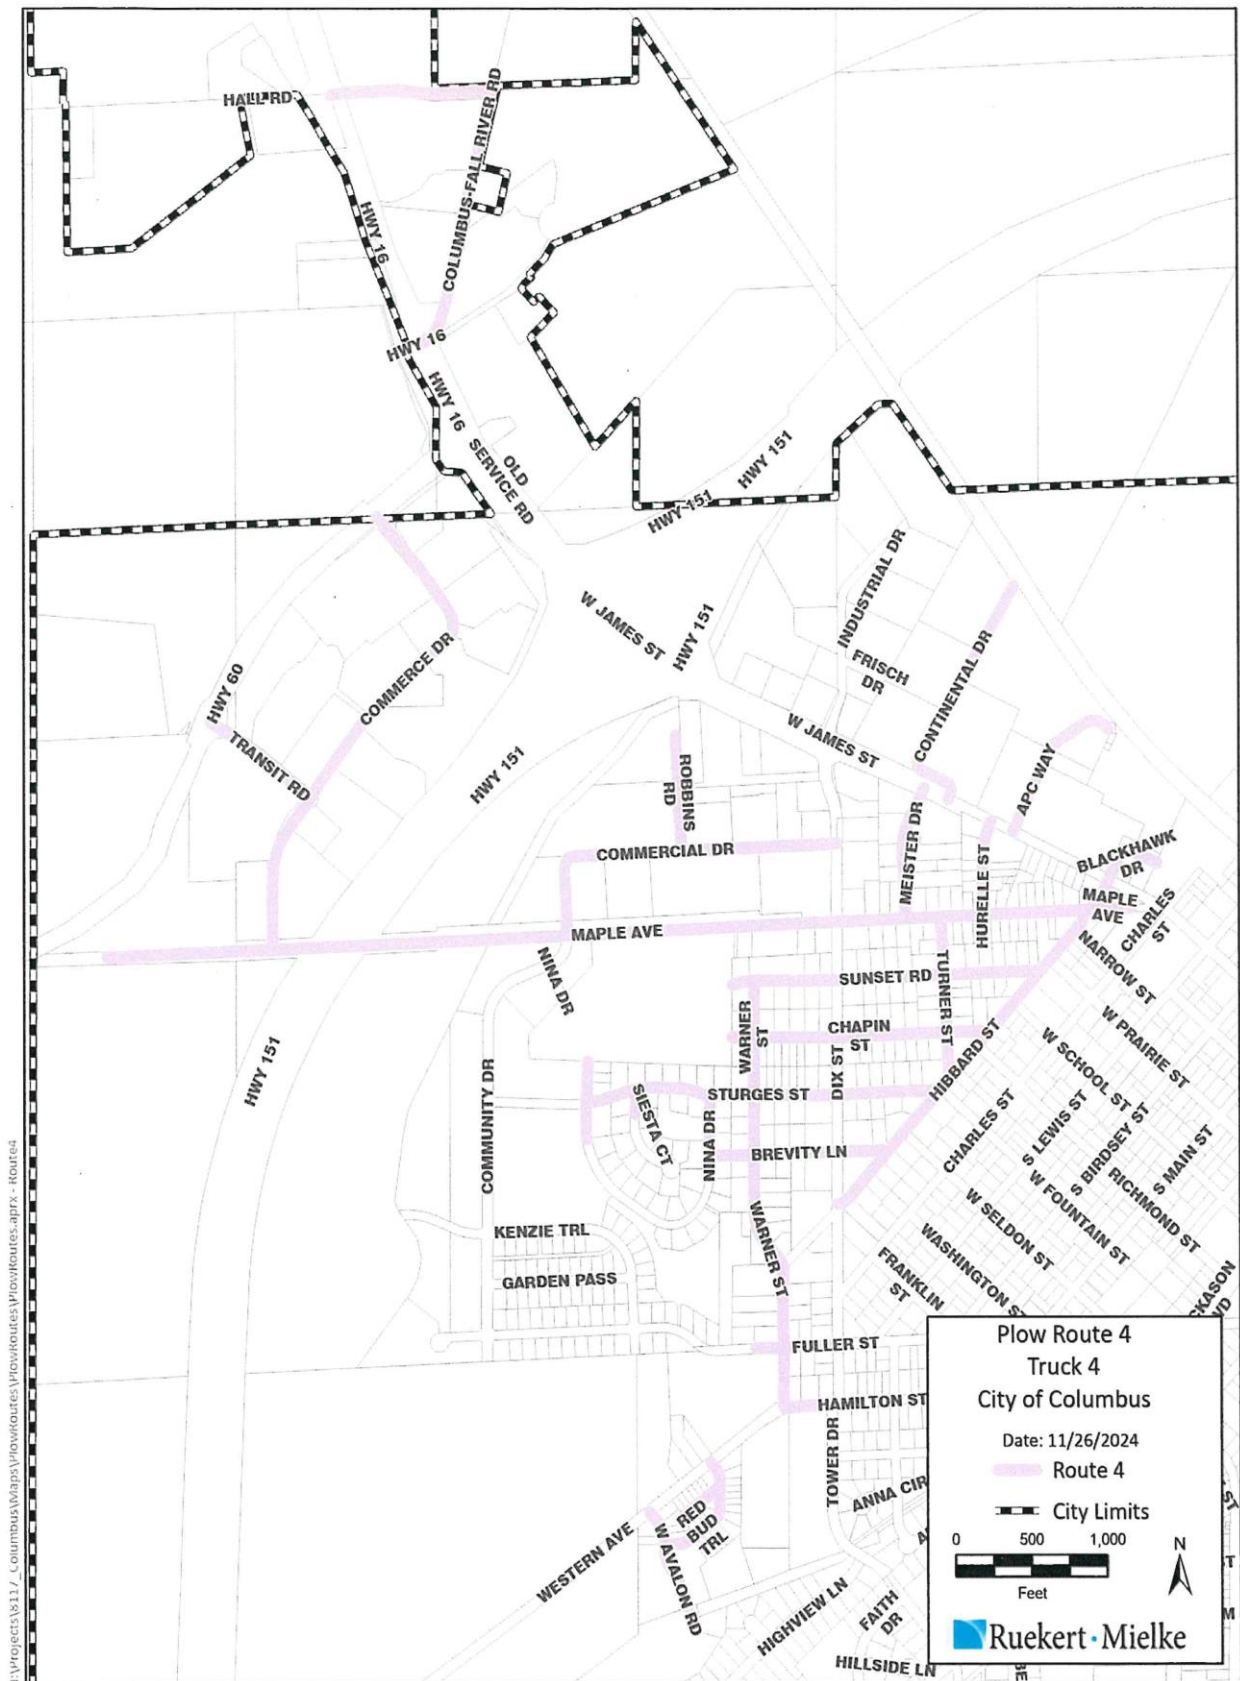 HALL RD
COLUMBUS-FALL RIVER RD
HWY 16
HWY 16
HWY 16
OLD
SERVICE RD
HWY 151
HWY 151
INDUSTRIAL DR
W JAMES ST
HWY 151
FRISCH
DR
CONTINENTAL DR
HWY 60
COMMERCE DR
TRANSIT RD
HWY 151
W JAMES ST
ROBBINS
RD
APC WAY
COMMERCIAL DR
MEISTER DR
HURELLE ST
BLACKHAWK
DR
MAPLE
AVE
CHARLES
ST
MAPLE AVE
NINA DR
NARROW ST
SUNSET RD
TURNER ST
WARNER
ST
CHAPIN
ST
W PRAIRIE ST
HWY 151
W SCHOOL ST
HIBBARD ST
DIX ST
COMMUNITY DR
SIESTA CT
STURGES ST
NINA DR
CHARLES ST
S LEWIS ST
S BIRDSEY ST
S MAIN ST
BREVITY LN
RICHMOND ST
W FOUNTAIN ST
W SELDON ST
KENZIE TRL
WARNER ST
WASHINGTON ST
GARDEN PASS
FRANKLIN
ST
CKASON
VD
FULLER ST
HAMILTON ST
TOWER DR
ANNA CIR
RED
BUD
TRL
W AVALON RD
WESTERN AVE
HIGHVIEW LN
FAITH
DR
HILLSIDE LN
Plow Route 4
Truck 4
City of Columbus
Date: 11/26/2024
Route 4
City Limits
0 500 1,000
Feet
N
Ruekert·Mielke